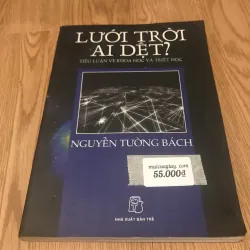 LƯỚI TRỜI
AI DỆT?
TIỂU LUẬN VỀ KHOA HỌC VÀ TRIẾT HỌC
NGUYỄN TƯỜNG BÁCH
55.000đ
NHÀ XUẤT BẢN TRẺ